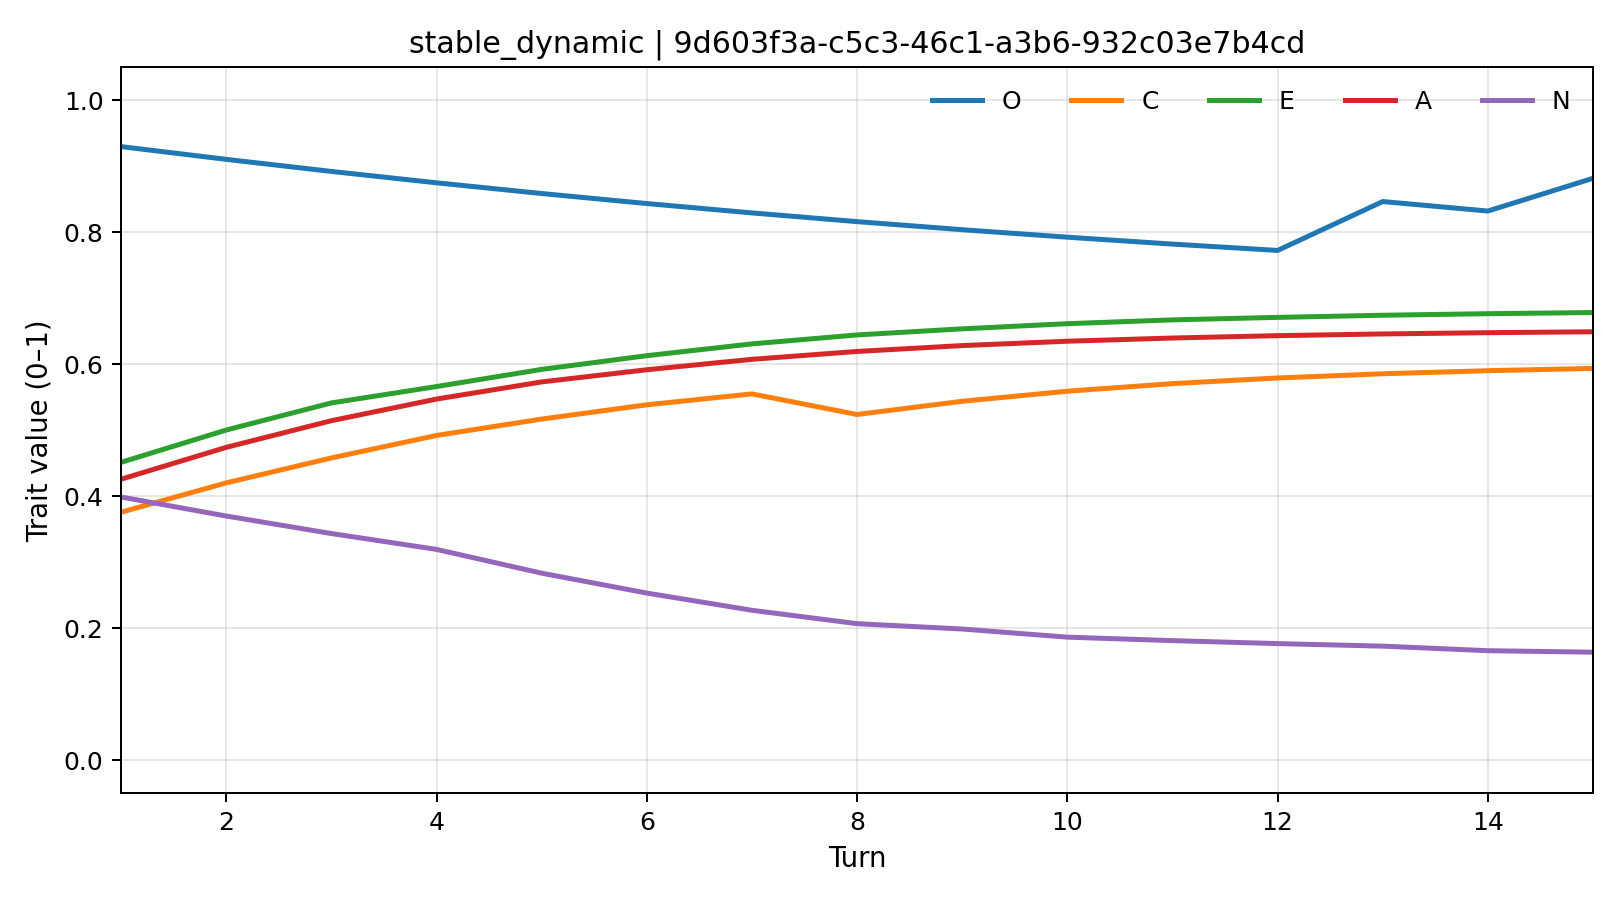 stable_dynamic | 9d603f3a-c5c3-46c1-a3b6-932c03e7b4cd
O C E A N
1.0
0.8
0.6
0.4
0.2
0.0
Trait value (0–1)
2 4 6 8 10 12 14
Turn